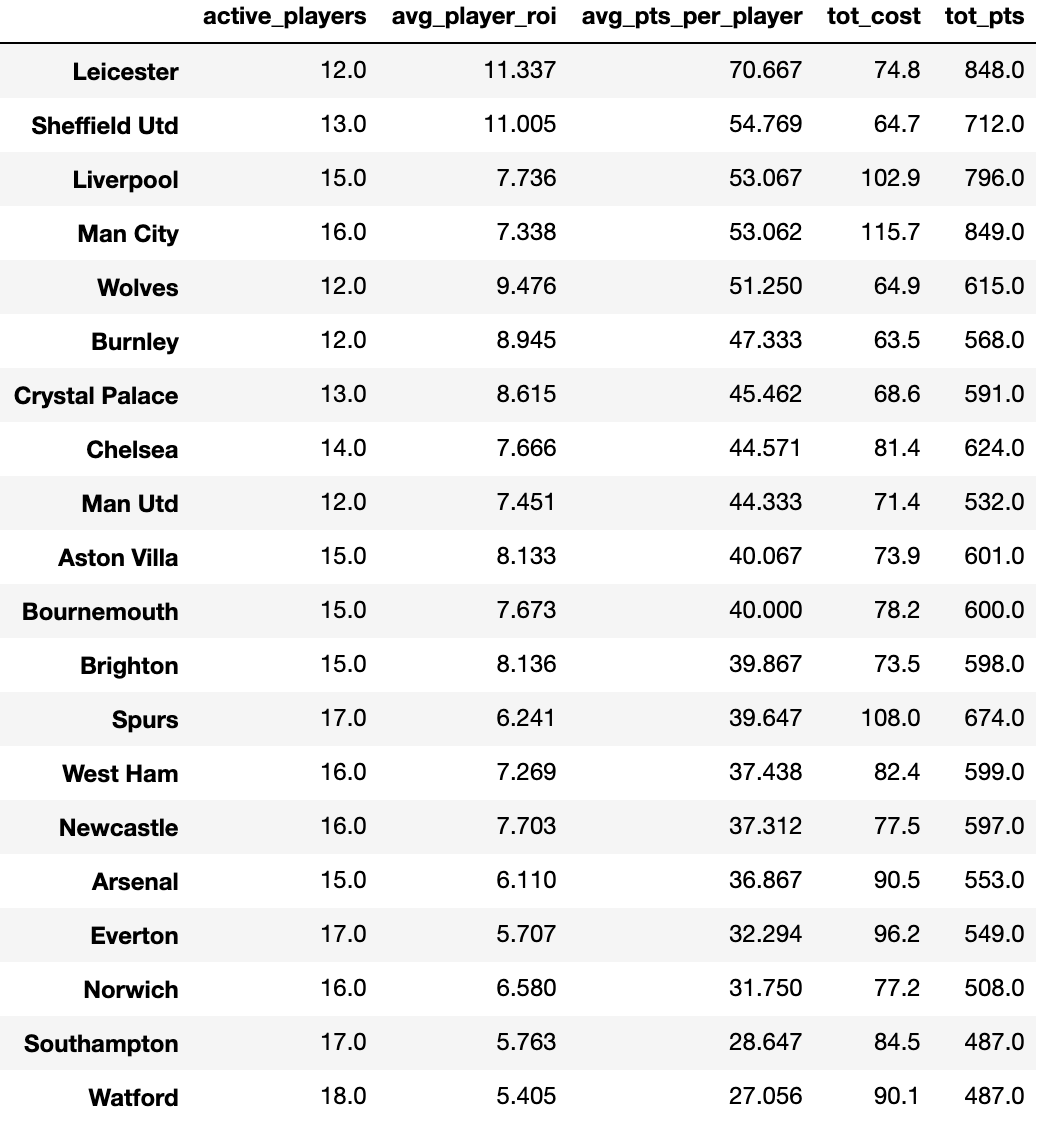 active_players avg_player_roi avg_pts_per_player tot_cost tot_pts
Leicester 12.0 11.337 70.667 74.8 848.0
Sheffield Utd 13.0 11.005 54.769 64.7 712.0
Liverpool 15.0 7.736 53.067 102.9 796.0
Man City 16.0 7.338 53.062 115.7 849.0
Wolves 12.0 9.476 51.250 64.9 615.0
Burnley 12.0 8.945 47.333 63.5 568.0
Crystal Palace 13.0 8.615 45.462 68.6 591.0
Chelsea 14.0 7.666 44.571 81.4 624.0
Man Utd 12.0 7.451 44.333 71.4 532.0
Aston Villa 15.0 8.133 40.067 73.9 601.0
Bournemouth 15.0 7.673 40.000 78.2 600.0
Brighton 15.0 8.136 39.867 73.5 598.0
Spurs 17.0 6.241 39.647 108.0 674.0
West Ham 16.0 7.269 37.438 82.4 599.0
Newcastle 16.0 7.703 37.312 77.5 597.0
Arsenal 15.0 6.110 36.867 90.5 553.0
Everton 17.0 5.707 32.294 96.2 549.0
Norwich 16.0 6.580 31.750 77.2 508.0
Southampton 17.0 5.763 28.647 84.5 487.0
Watford 18.0 5.405 27.056 90.1 487.0